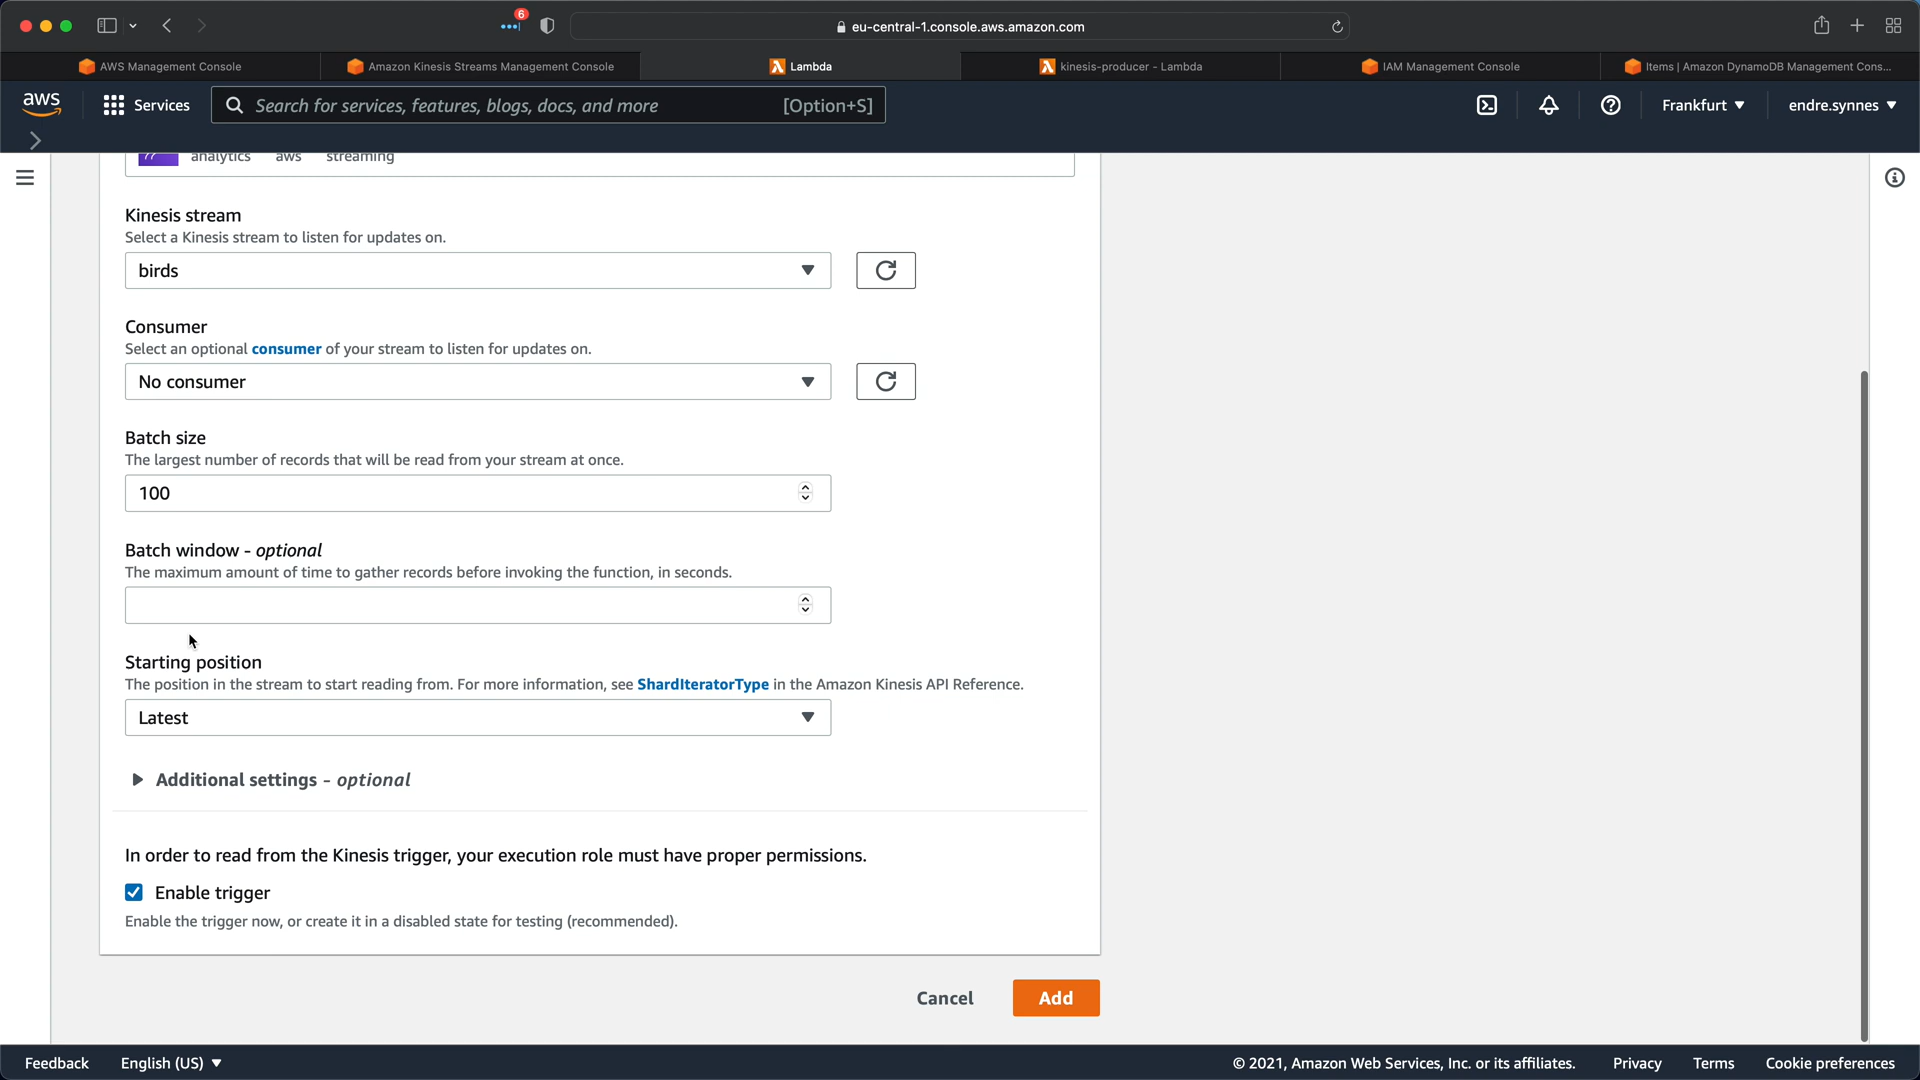 6
eu-central-1.console.aws.amazon.com
AWS Management Console
Amazon Kinesis Streams Management Console
Lambda
kinesis-producer - Lambda
IAM Management Console
Items | Amazon DynamoDB Management Cons...
aws
Services
Search for services, features, blogs, docs, and more
[Option+S]
Frankfurt
endre.synnes
analytics aws streaming
Kinesis stream
Select a Kinesis stream to listen for updates on.
birds
Consumer
Select an optional consumer of your stream to listen for updates on.
No consumer
Batch size
The largest number of records that will be read from your stream at once.
100
Batch window - optional
The maximum amount of time to gather records before invoking the function, in seconds.
Starting position
The position in the stream to start reading from. For more information, see ShardIteratorType in the Amazon Kinesis API Reference.
Latest
Additional settings - optional
In order to read from the Kinesis trigger, your execution role must have proper permissions.
Enable trigger
Enable the trigger now, or create it in a disabled state for testing (recommended).
Cancel
Add
Feedback
English (US)
© 2021, Amazon Web Services, Inc. or its affiliates.
Privacy
Terms
Cookie preferences